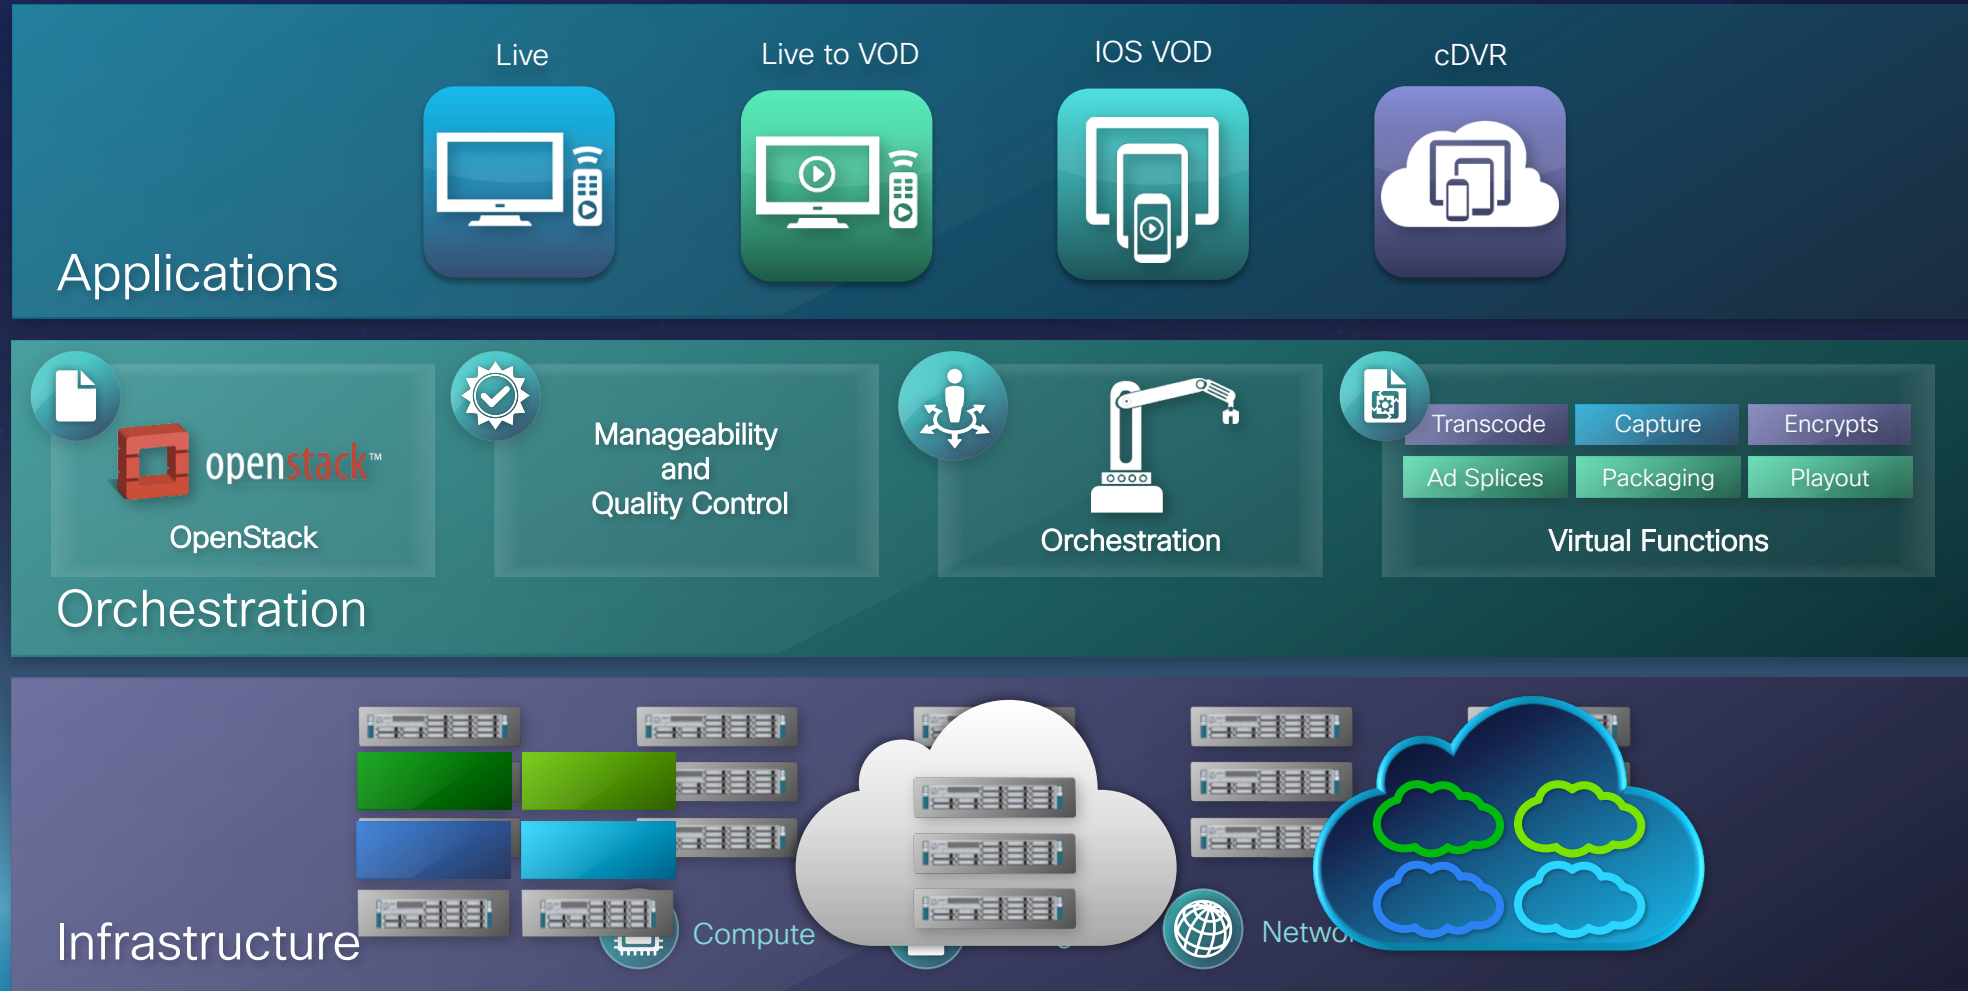 Live
Live to VOD
IOS VOD
cDVR
Applications
openstack™
OpenStack
Manageability
and
Quality Control
Orchestration
Transcode
Capture
Encrypts
Ad Splices
Packaging
Playout
Virtual Functions
Orchestration
Infrastructure
Compute